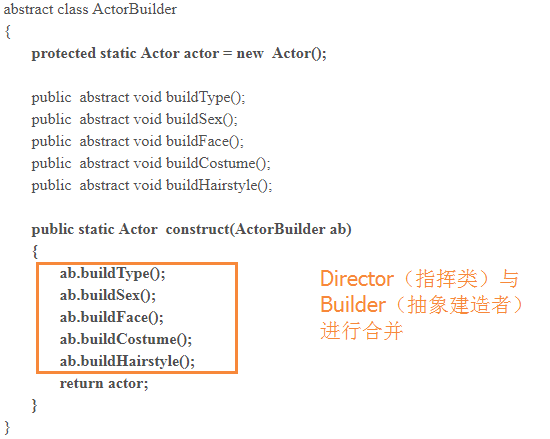 abstract class ActorBuilder
{
protected static Actor actor = new  Actor();
public  abstract void buildType();
public  abstract void buildSex();
public  abstract void buildFace();
public  abstract void buildCostume();
public  abstract void buildHairstyle();
public static Actor  construct(ActorBuilder ab)
{
ab.buildType();
ab.buildSex();
ab.buildFace();
ab.buildCostume();
ab.buildHairstyle();
return actor;
}
}
Director（指挥类）与
Builder（抽象建造者）
进行合并